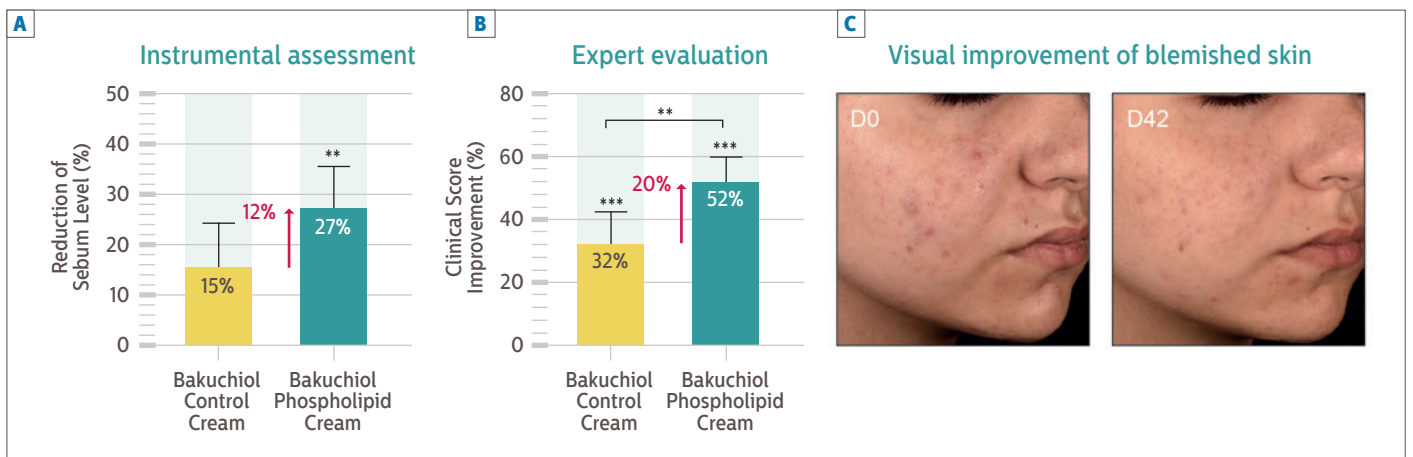 A
Instrumental assessment
Reduction of
Sebum Level (%)
50
40
30
20
10
0
12%
**
15%
27%
Bakuchiol
Control
Cream
Bakuchiol
Phospholipid
Cream
B
Expert evaluation
Clinical Score
Improvement (%)
80
60
40
20
0
**
***
***
20%
32%
52%
Bakuchiol
Control
Cream
Bakuchiol
Phospholipid
Cream
C
Visual improvement of blemished skin
D0
D42